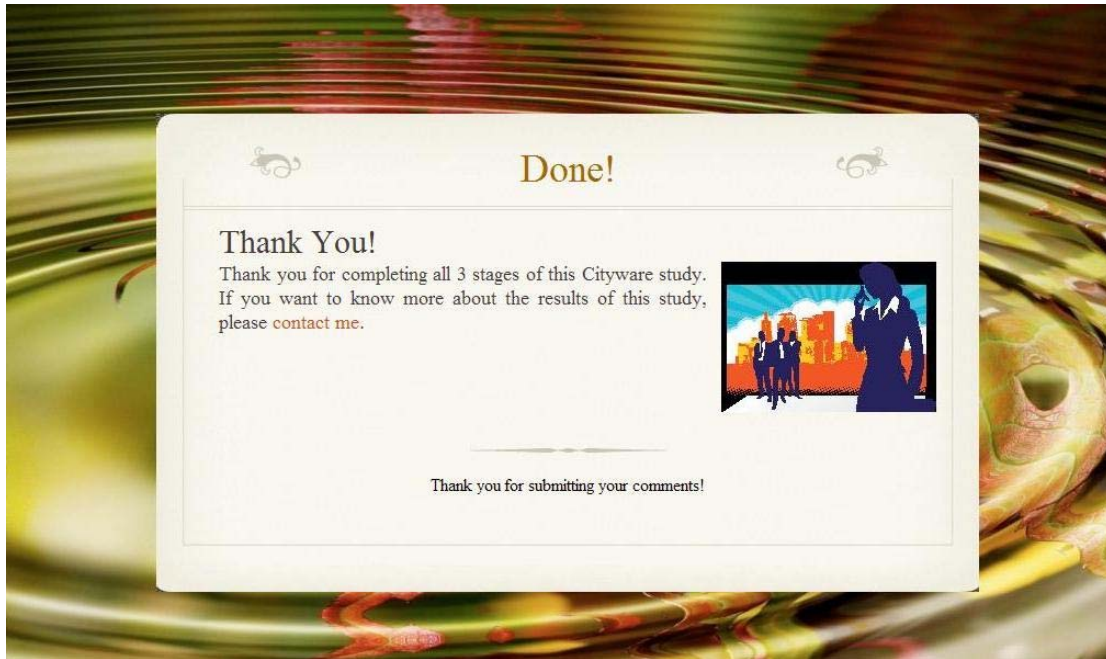 Done!
Thank You!
Thank you for completing all 3 stages of this Cityware study.
If you want to know more about the results of this study,
please contact me.
Thank you for submitting your comments!